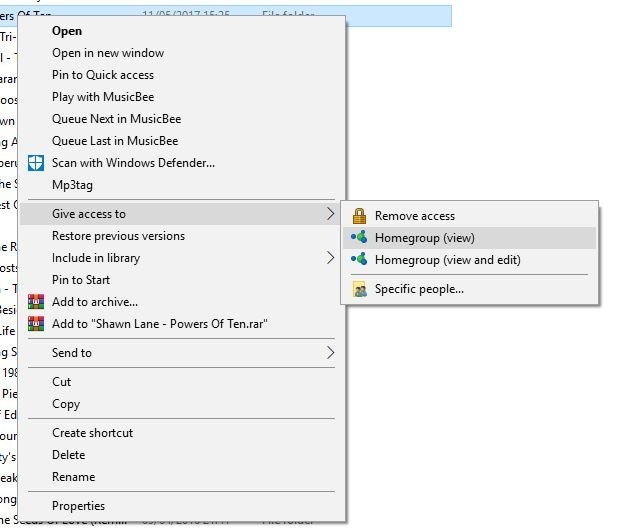 Open
Open in new window
Pin to Quick access
Play with MusicBee
Queue Next in MusicBee
Queue Last in MusicBee
Scan with Windows Defender...
Mp3tag
Give access to
Restore previous versions
Include in library
Pin to Start
Add to archive...
Add to "Shawn Lane - Powers Of Ten.rar"
Send to
Cut
Copy
Create shortcut
Delete
Rename
Properties
Remove access
Homegroup (view)
Homegroup (view and edit)
Specific people...